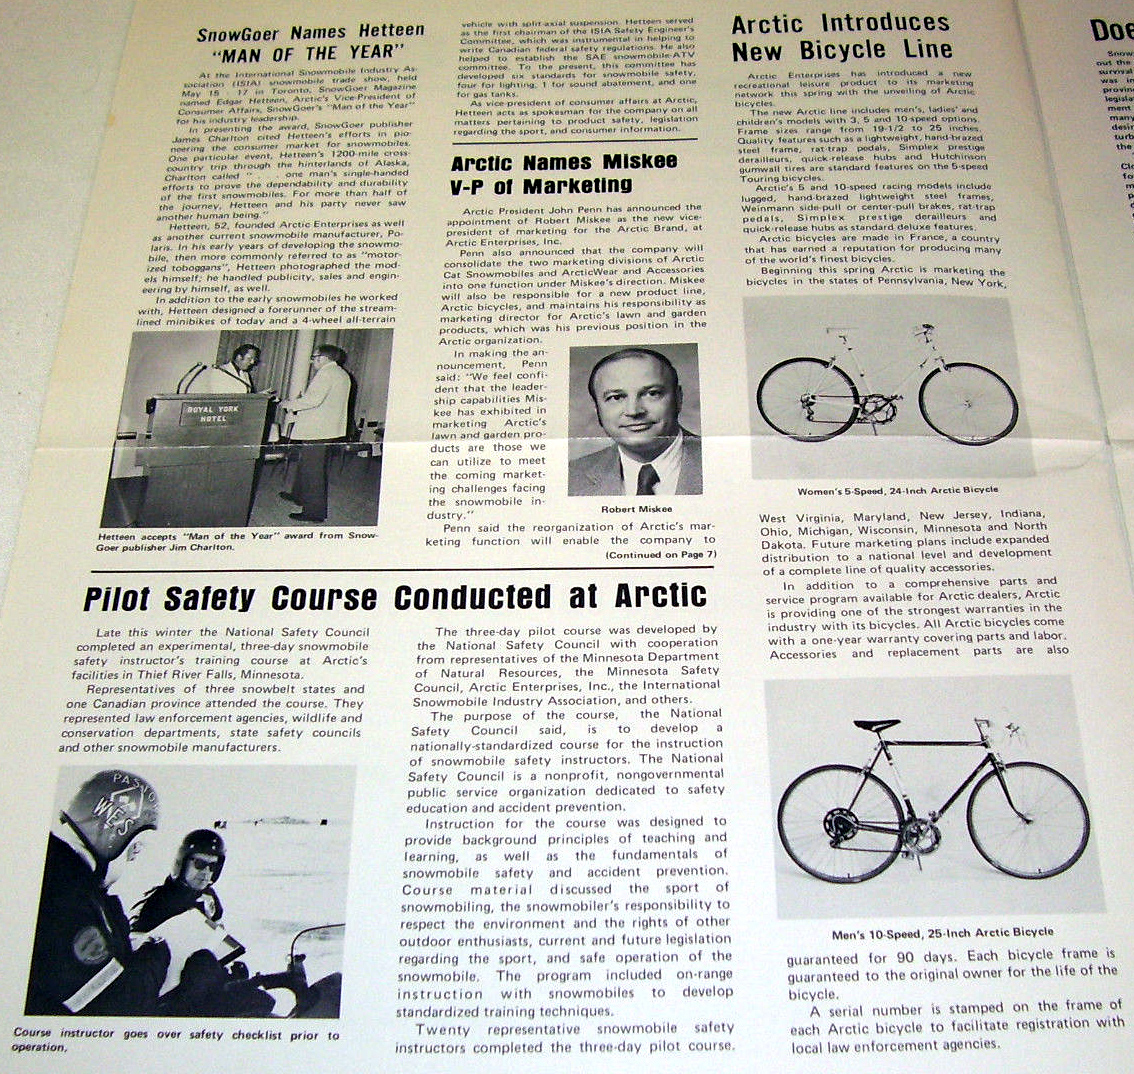 SnowGoer Names Hetteen
"MAN OF THE YEAR"
At the International Snowmobile Industry As-
sociation (ISIA) snowmobile trade show, held
May 15 - 17 in Toronto, SnowGoer Magazine
named Edgar Hetteen, Arctic's Vice-President of
Consumer Affairs, SnowGoer's "Man of the Year"
for his industry leadership.
In presenting the award, SnowGoer publisher
James Charlton cited Hetteen's efforts in pio-
neering the consumer market for snowmobiles.
One particular event, Hetteen's 1200-mile cross-
country trip through the hinterlands of Alaska,
Charlton called ". . . one man's single-handed
efforts to prove the dependability and durability
of the first snowmobiles. For more than half of
the journey, Hetteen and his party never saw
another human being."
Hetteen, 52, founded Arctic Enterprises as well
as another current snowmobile manufacturer, Po-
laris. In his early years of developing the snowmo-
bile, then more commonly referred to as "motor-
ized toboggans", Hetteen photographed the mod-
els himself; he handled publicity, sales and engin-
eering by himself, as well.
In addition to the early snowmobiles he worked
with, Hetteen designed a forerunner of the stream-
lined minibikes of today and a 4-wheel all-terrain
ROYAL YORK
HOTEL
Hetteen accepts "Man of the Year" award from Snow-
Goer publisher Jim Charlton.
vehicle with split-axial suspension. Hetteen served
as the first chairman of the ISIA Safety Engineer's
Committee, which was instrumental in helping to
write Canadian federal safety regulations. He also
helped to establish the SAE snowmobile-ATV
committee. To the present, this committee has
developed six standards for snowmobile safety,
four for lighting, 1 for sound abatement, and one
for gas tanks.
As vice-president of consumer affairs at Arctic,
Hetteen acts as spokesman for the company on all
matters pertaining to product safety, legislation
regarding the sport, and consumer information.
Arctic Names Miskee
V-P of Marketing
Arctic President John Penn has announced the
appointment of Robert Miskee as the new vice-
president of marketing for the Arctic Brand, at
Arctic Enterprises, Inc.
Penn also announced that the company will
consolidate the two marketing divisions of Arctic
Cat Snowmobiles and ArcticWear and Accessories
into one function under Miskee's direction. Miskee
will also be responsible for a new product line,
Arctic bicycles, and maintains his responsibility as
marketing director for Arctic's lawn and garden
products, which was his previous position in the
Arctic organization.
In making the an-
nouncement, Penn
said: "We feel confi-
dent that the leader-
ship capabilities Mis-
kee has exhibited in
marketing Arctic's
lawn and garden pro-
ducts are those we
can utilize to meet
the coming market-
ing challenges facing
the snowmobile in-
dustry."
Robert Miskee
Penn said the reorganization of Arctic's mar-
keting function will enable the company to
(Continued on Page 7)
Arctic Introduces
New Bicycle Line
Arctic Enterprises has introduced a new
recreational leisure product to its marketing
network this spring with the unveiling of Arctic
bicycles.
The new Arctic line includes men's, ladies' and
children's models with 3, 5 and 10-speed options.
Frame sizes range from 19-1/2 to 25 inches.
Quality features such as a lightweight, hand-brazed
steel frame, rat-trap pedals, Simplex prestige
derailleurs, quick-release hubs and Hutchinson
gumwall tires are standard features on the 5-speed
Touring bicycles.
Arctic's 5 and 10-speed racing models include
lugged, hand-brazed lightweight steel frames,
Weinmann side-pull or center-pull brakes, rat-trap
pedals, Simplex prestige derailleurs and
quick-release hubs as standard deluxe features.
Arctic bicycles are made in France, a country
that has earned a reputation for producing many
of the world's finest bicycles.
Beginning this spring Arctic is marketing the
bicycles in the states of Pennsylvania, New York,
Women's 5-Speed, 24-Inch Arctic Bicycle
West Virginia, Maryland, New Jersey, Indiana,
Ohio, Michigan, Wisconsin, Minnesota and North
Dakota. Future marketing plans include expanded
distribution to a national level and development
of a complete line of quality accessories.
In addition to a comprehensive parts and
service program available for Arctic dealers, Arctic
is providing one of the strongest warranties in the
industry with its bicycles. All Arctic bicycles come
with a one-year warranty covering parts and labor.
Accessories and replacement parts are also
Men's 10-Speed, 25-Inch Arctic Bicycle
guaranteed for 90 days. Each bicycle frame is
guaranteed to the original owner for the life of the
bicycle.
A serial number is stamped on the frame of
each Arctic bicycle to facilitate registration with
local law enforcement agencies.
Pilot Safety Course Conducted at Arctic
Late this winter the National Safety Council
completed an experimental, three-day snowmobile
safety instructor's training course at Arctic's
facilities in Thief River Falls, Minnesota.
Representatives of three snowbelt states and
one Canadian province attended the course. They
represented law enforcement agencies, wildlife and
conservation departments, state safety councils
and other snowmobile manufacturers.
WES
Course instructor goes over safety checklist prior to
operation.
The three-day pilot course was developed by
the National Safety Council with cooperation
from representatives of the Minnesota Department
of Natural Resources, the Minnesota Safety
Council, Arctic Enterprises, Inc., the International
Snowmobile Industry Association, and others.
The purpose of the course, the National
Safety Council said, is to develop a
nationally-standardized course for the instruction
of snowmobile safety instructors. The National
Safety Council is a nonprofit, nongovernmental
public service organization dedicated to safety
education and accident prevention.
Instruction for the course was designed to
provide background principles of teaching and
learning, as well as the fundamentals of
snowmobile safety and accident prevention.
Course material discussed the sport of
snowmobiling, the snowmobiler's responsibility to
respect the environment and the rights of other
outdoor enthusiasts, current and future legislation
regarding the sport, and safe operation of the
snowmobile. The program included on-range
instruction with snowmobiles to develop
standardized training techniques.
Twenty representative snowmobile safety
instructors completed the three-day pilot course.
Doe